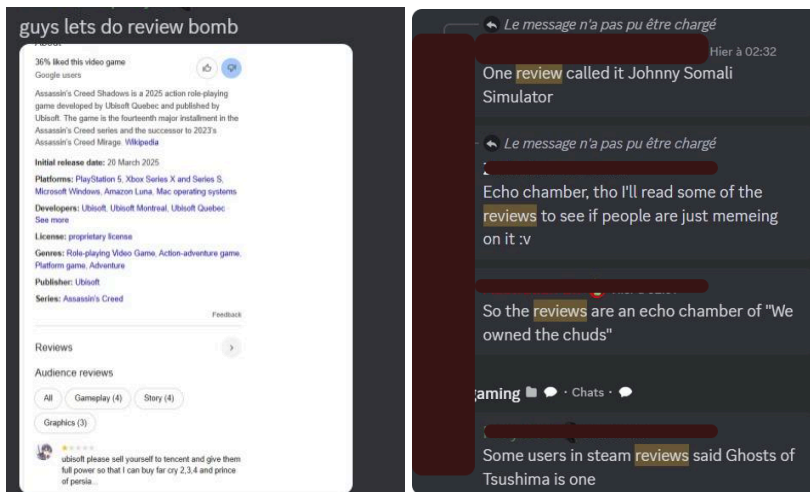 guys lets do review bomb
About
36% liked this video game
Google users
Assassin's Creed Shadows is a 2025 action role-playing
game developed by Ubisoft Quebec and published by
Ubisoft. The game is the fourteenth major installment in the
Assassin's Creed series and the successor to 2023's
Assassin's Creed Mirage. Wikipedia
Initial release date: 20 March 2025
Platforms: PlayStation 5, Xbox Series X and Series S,
Microsoft Windows, Amazon Luna, Mac operating systems
Developers: Ubisoft, Ubisoft Montreal, Ubisoft Quebec
See more
License: proprietary license
Genres: Role-playing Video Game, Action-adventure game,
Platform game, Adventure
Publisher: Ubisoft
Series: Assassin's Creed
Feedback
Reviews
Audience reviews
All
Gameplay (4)
Story (4)
Graphics (3)
ubisoft please sell yourself to tencent and give them
full power so that I can buy far cry 2,3,4 and prince
of persia...
Le message n'a pas pu être chargé
Hier à 02:32
One review called it Johnny Somali
Simulator
Le message n'a pas pu être chargé
Echo chamber, tho I'll read some of the
reviews to see if people are just memeing
on it :v
So the reviews are an echo chamber of "We
owned the chuds"
aming · Chats ·
Some users in steam reviews said Ghosts of
Tsushima is one